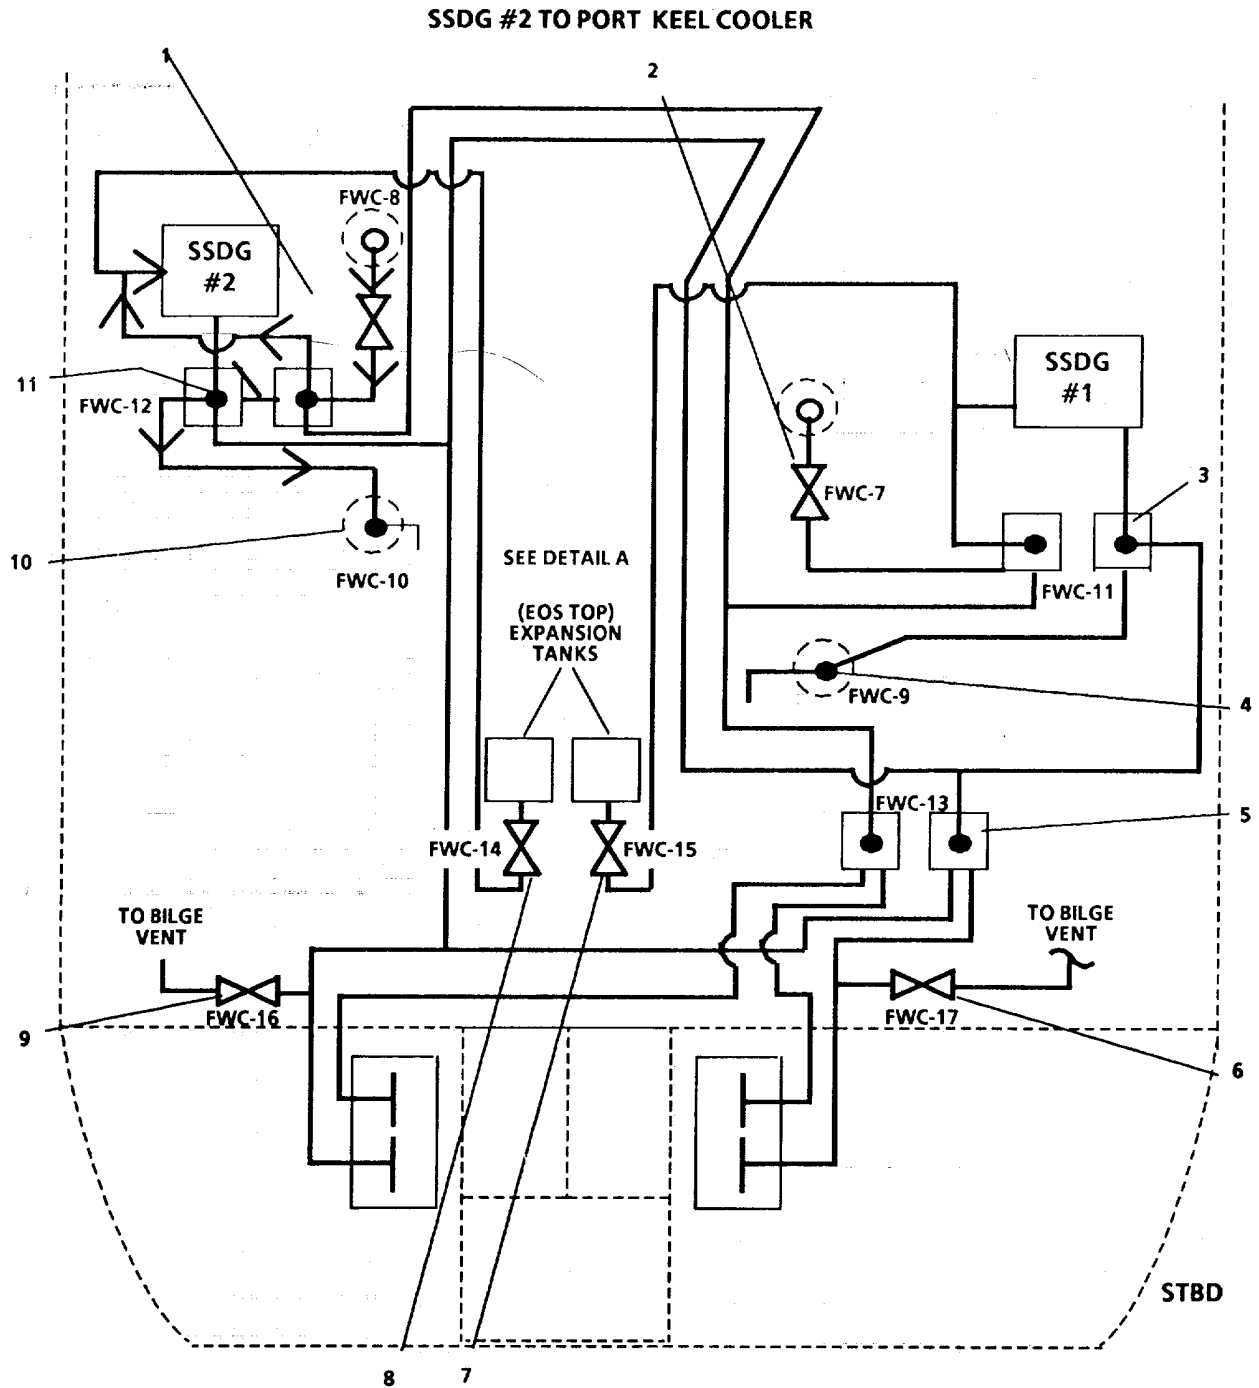 SSDG #2 TO PORT KEEL COOLER
1
2
FWC-8
SSDG
#2
SSDG
#1
11
FWC-12
3
FWC-7
10
SEE DETAIL A
FWC-10
FWC-11
(EOS TOP)
EXPANSION
TANKS
FWC-9
4
FWC-13
5
FWC-14
FWC-15
TO BILGE
VENT
TO BILGE
VENT
FWC-16
FWC-17
9
6
STBD
8
7